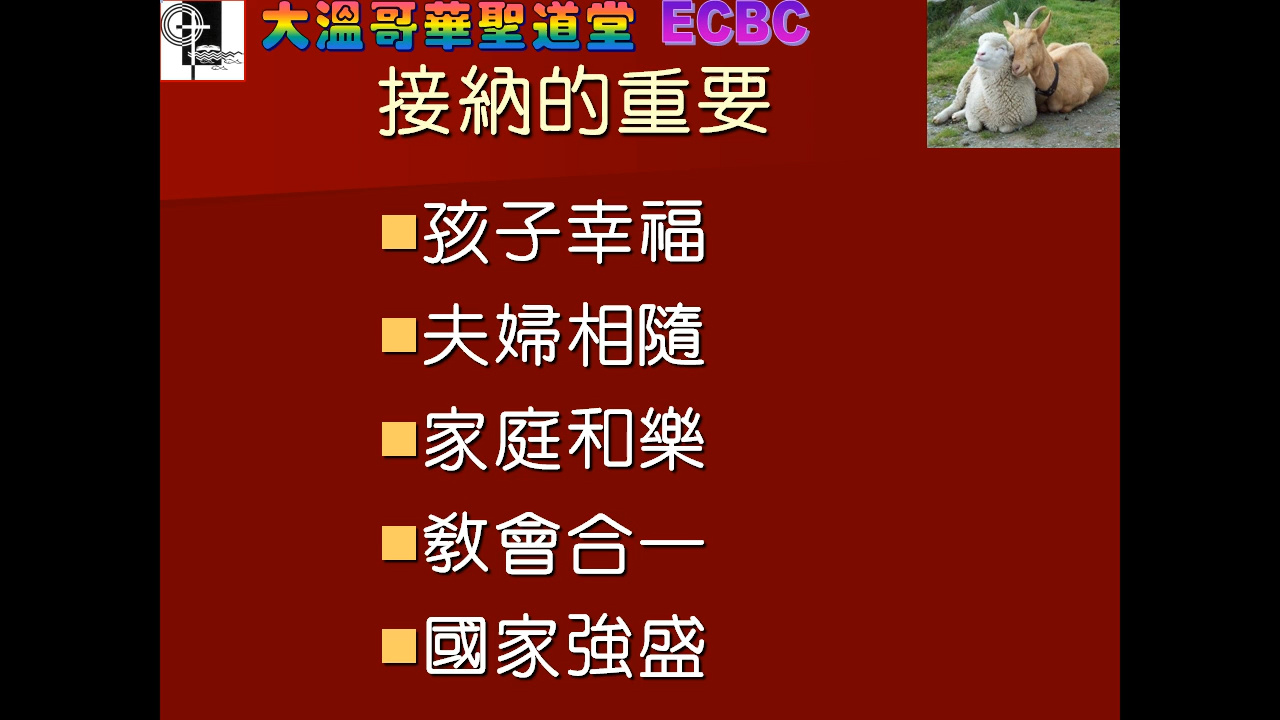 大溫哥華聖道堂 ECBC
接納的重要
孩子幸福
夫婦相隨
家庭和樂
教會合一
國家強盛